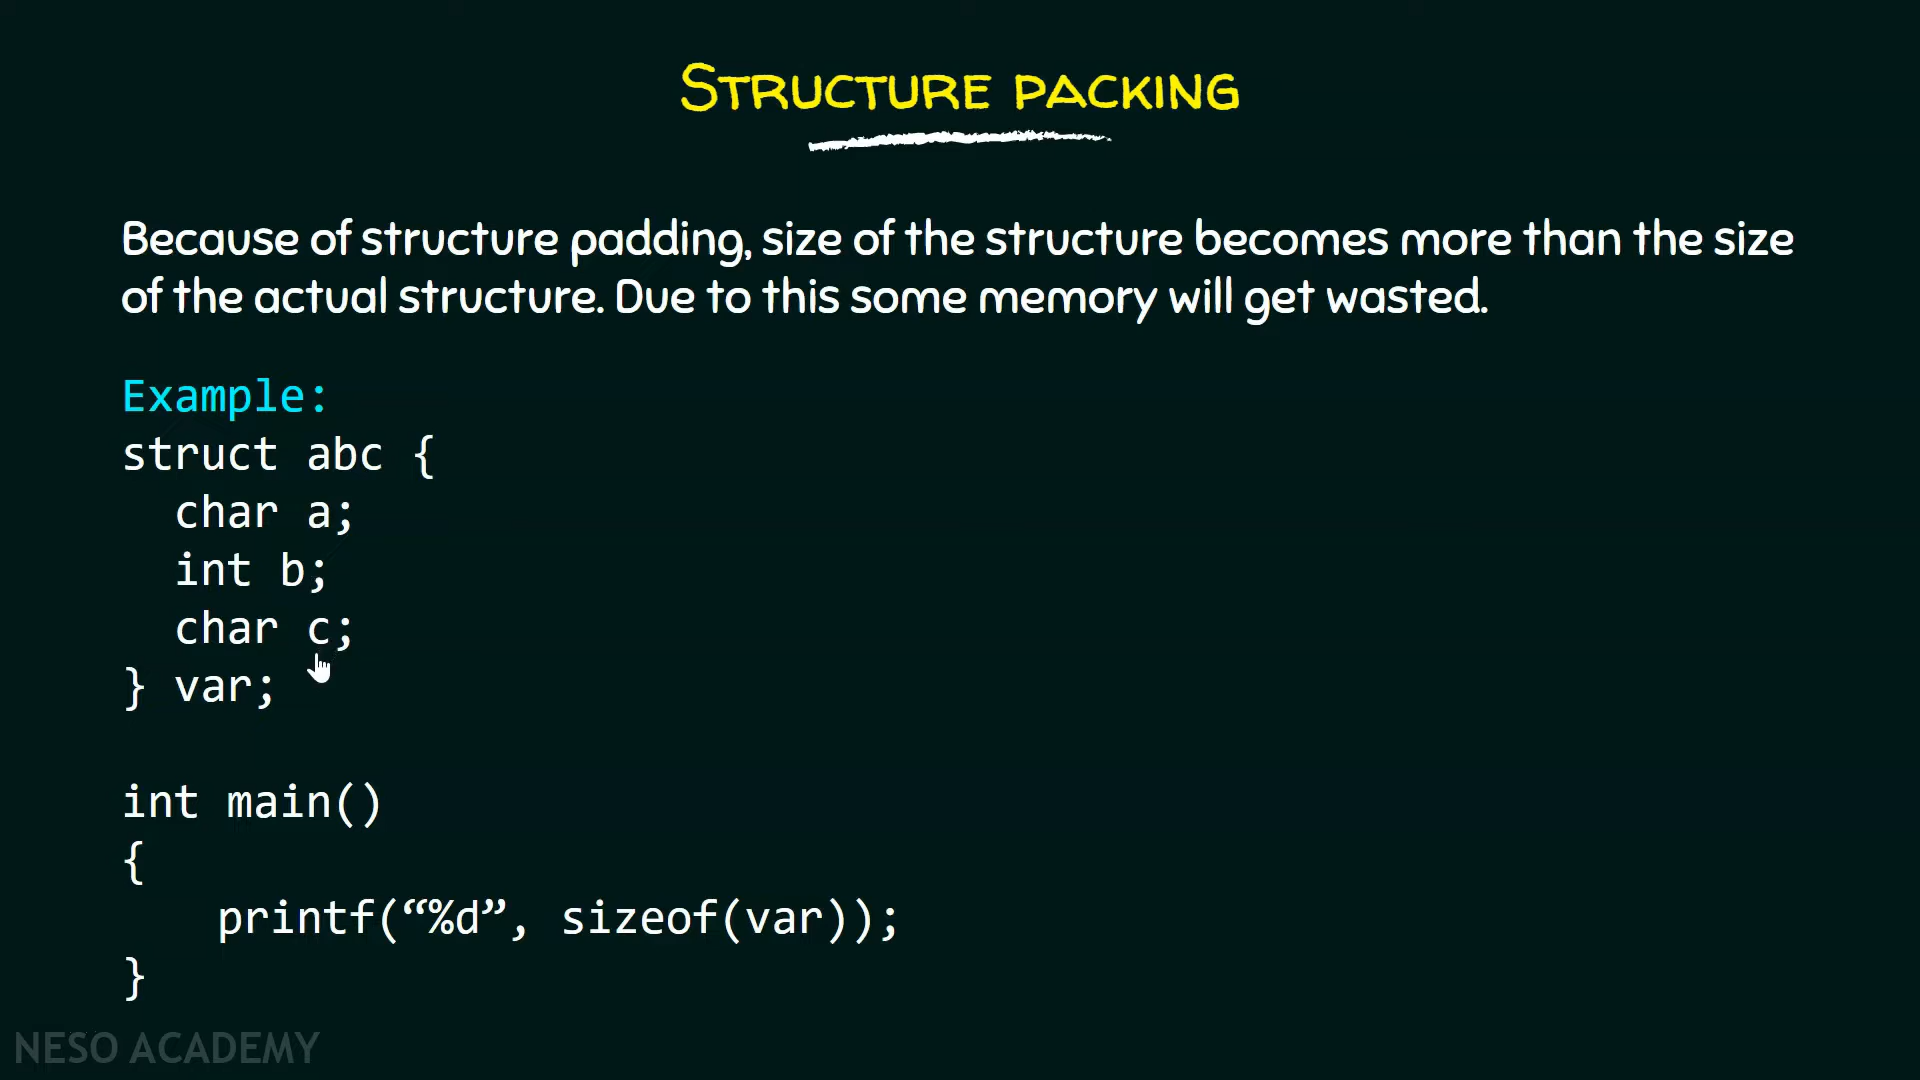 STRUCTURE PACKING
Because of structure padding, size of the structure becomes more than the size
of the actual structure. Due to this some memory will get wasted.
Example:
struct abc {
  char a;
  int b;
  char c;
} var;
int main()
{
    printf(“%d”, sizeof(var));
}
NESO ACADEMY